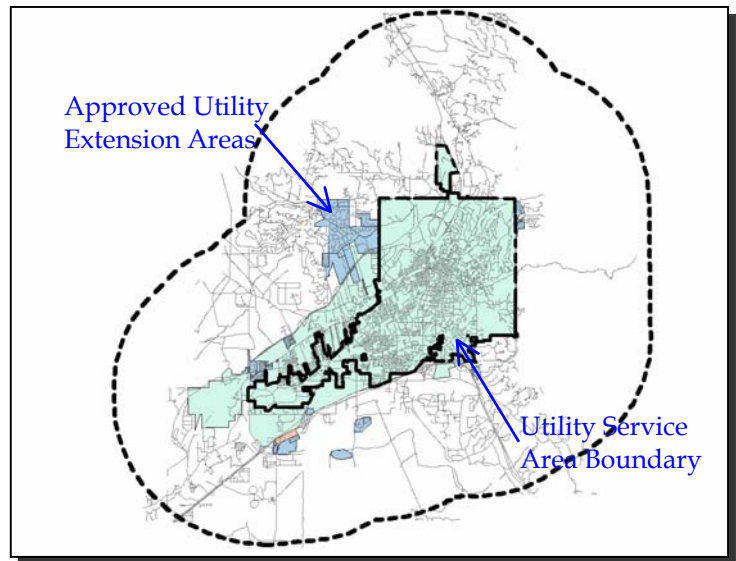 Approved Utility
Extension Areas
Utility Service
Area Boundary